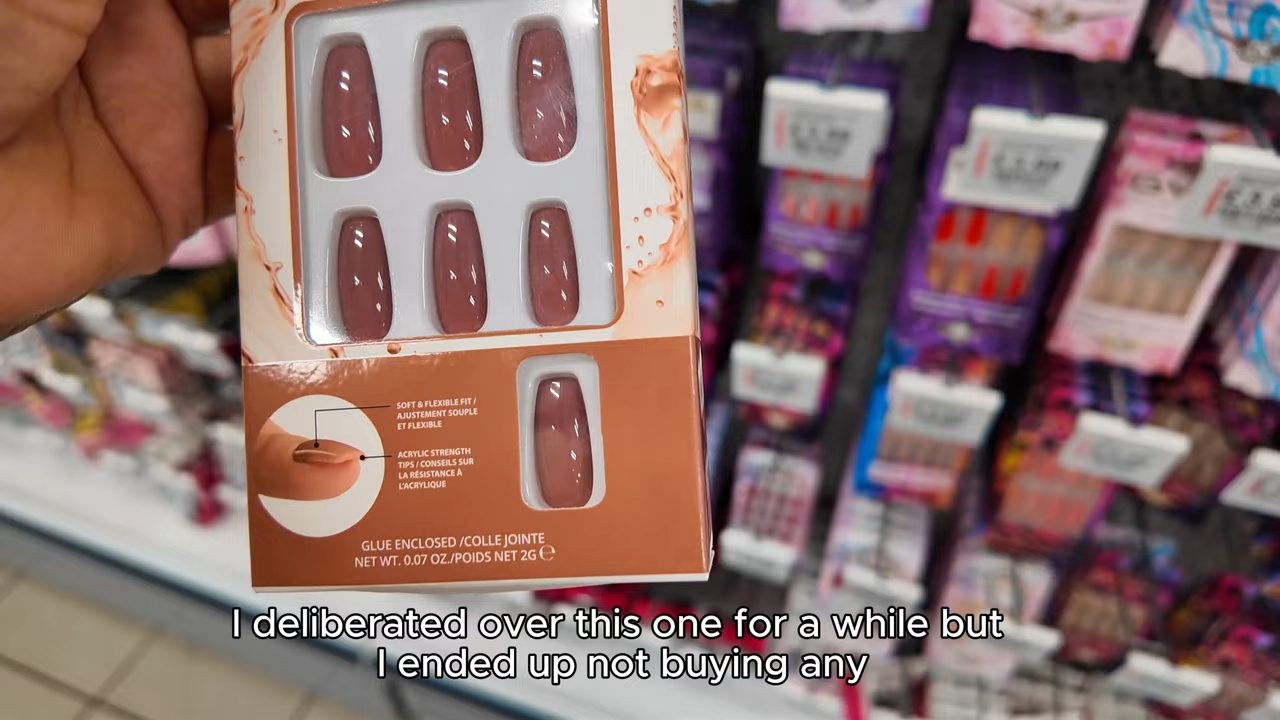 SOFT & FLEXIBLE FIT /
AJUSTEMENT SOUPLE
ET FLEXIBLE
ACRYLIC STRENGTH
TIPS / CONSEILS SUR
LA RÉSISTANCE À
L'ACRYLIQUE
GLUE ENCLOSED /COLLE JOINTE
NET WT. 0.07 OZ./POIDS NET 2G ℮
I deliberated over this one for a while but
I ended up not buying any